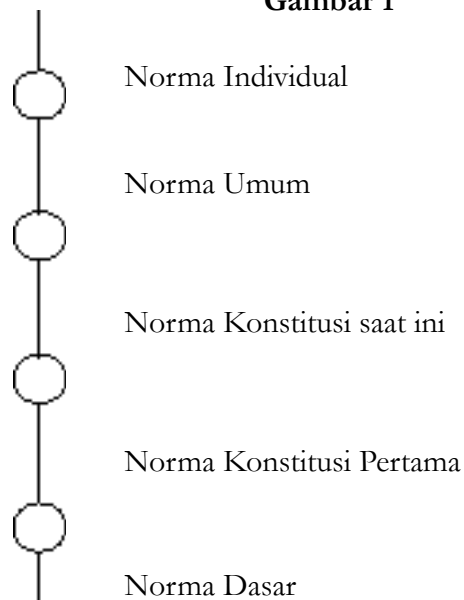 Gambar 1
Norma Individual
Norma Umum
Norma Konstitusi saat ini
Norma Konstitusi Pertama
Norma Dasar